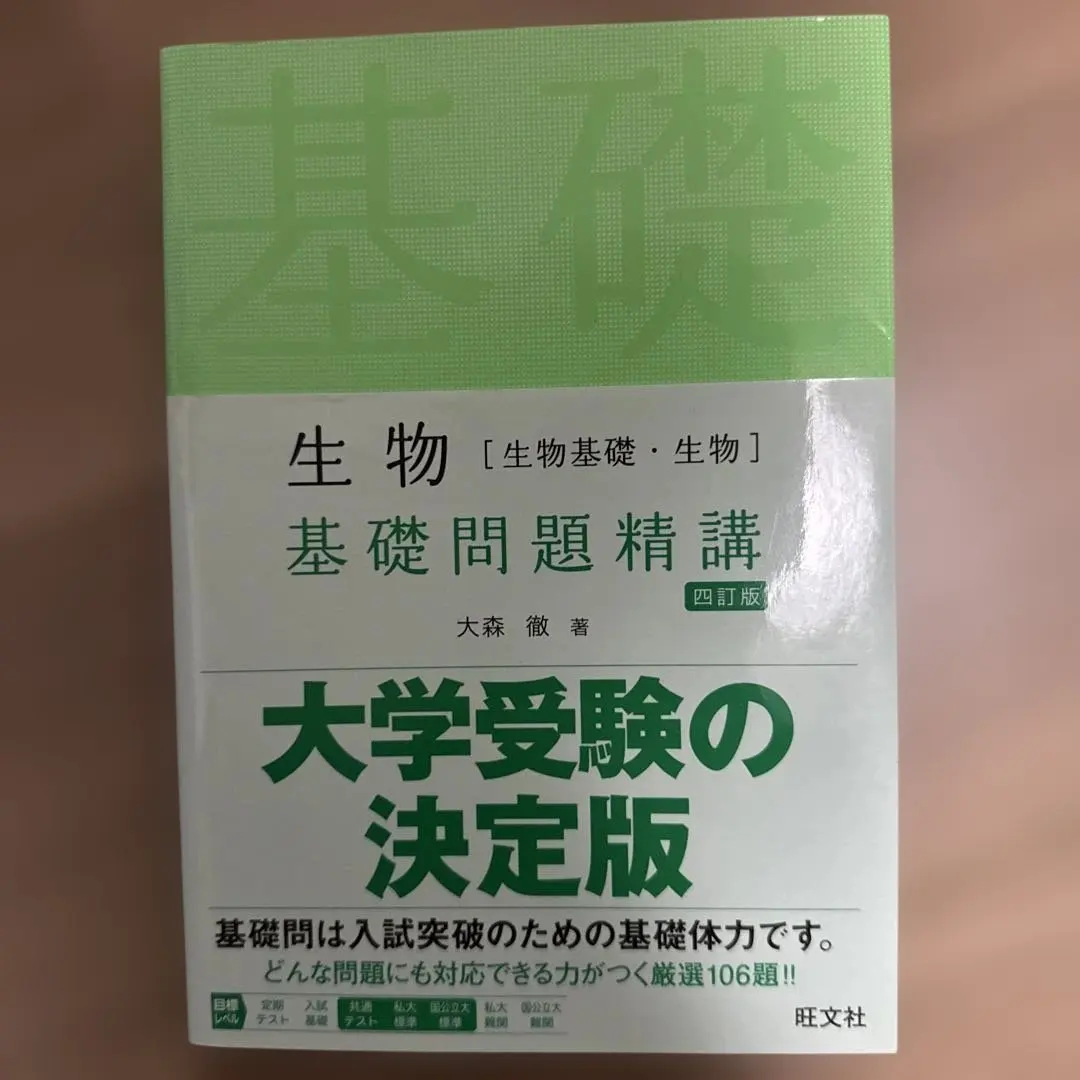 基礎
生物 [生物基礎・生物]
基礎問題精講
四訂版
大森 徹 著
大学受験の
決定版
基礎問は入試突破のための基礎体力です。
どんな問題にも対応できる力がつく厳選106題!!
目標レベル 定期テスト 入試基礎 共通テスト 私大標準 国公立大標準 私大難関 国公立大難関
旺文社